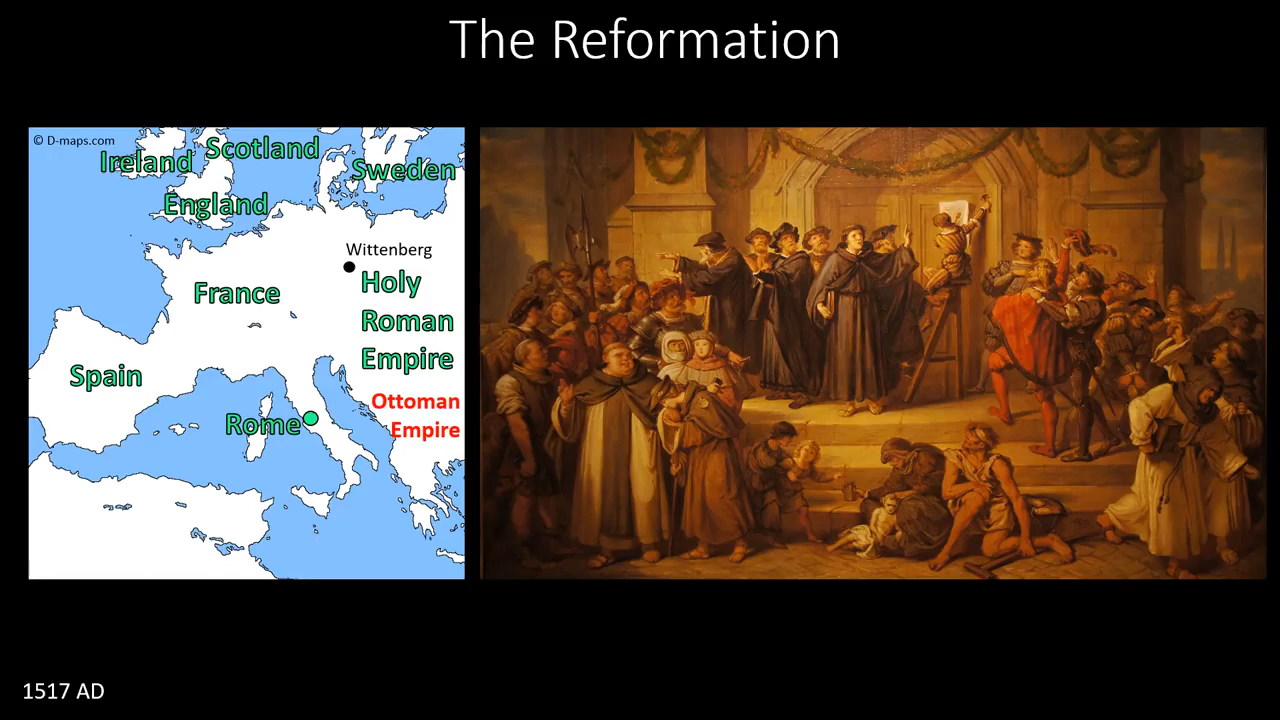 The Reformation
© D-maps.com
Ireland
Scotland
Sweden
England
Wittenberg
France
Holy
Roman
Empire
Spain
Ottoman
Empire
Rome
1517 AD